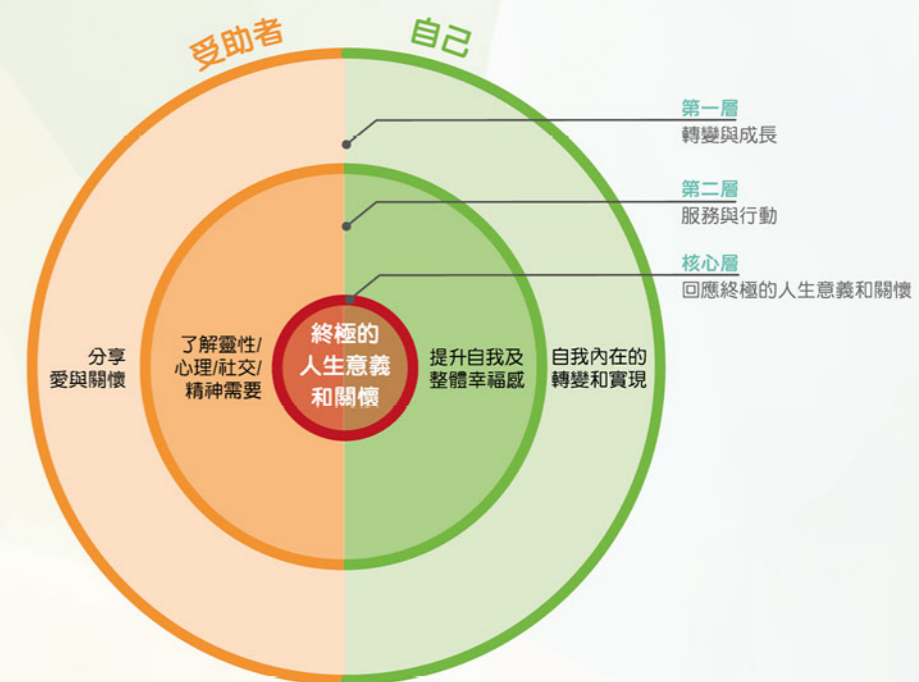 受助者
自己
第一層
轉變與成長
第二層
服務與行動
核心層
回應終極的人生意義和關懷
分享
愛與關懷
了解靈性/
心理/社交/
精神需要
終極的
人生意義
和關懷
提升自我及
整體幸福感
自我內在的
轉變和實現